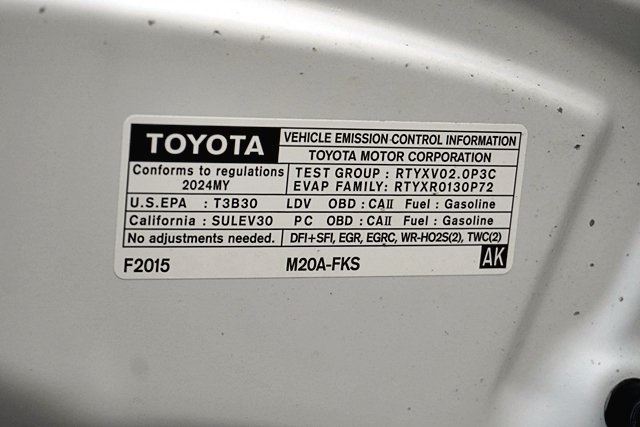 TOYOTA
VEHICLE EMISSION CONTROL INFORMATION
TOYOTA MOTOR CORPORATION
Conforms to regulations
2024MY
TEST GROUP : RTYXV02.0P3C
EVAP FAMILY: RTYXR0130P72
U.S.EPA : T3B30 LDV OBD : CAII Fuel : Gasoline
California : SULEV30 PC OBD : CAII Fuel : Gasoline
No adjustments needed. DFI+SFI, EGR, EGRC, WR-HO2S(2), TWC(2)
F2015 M20A-FKS AK